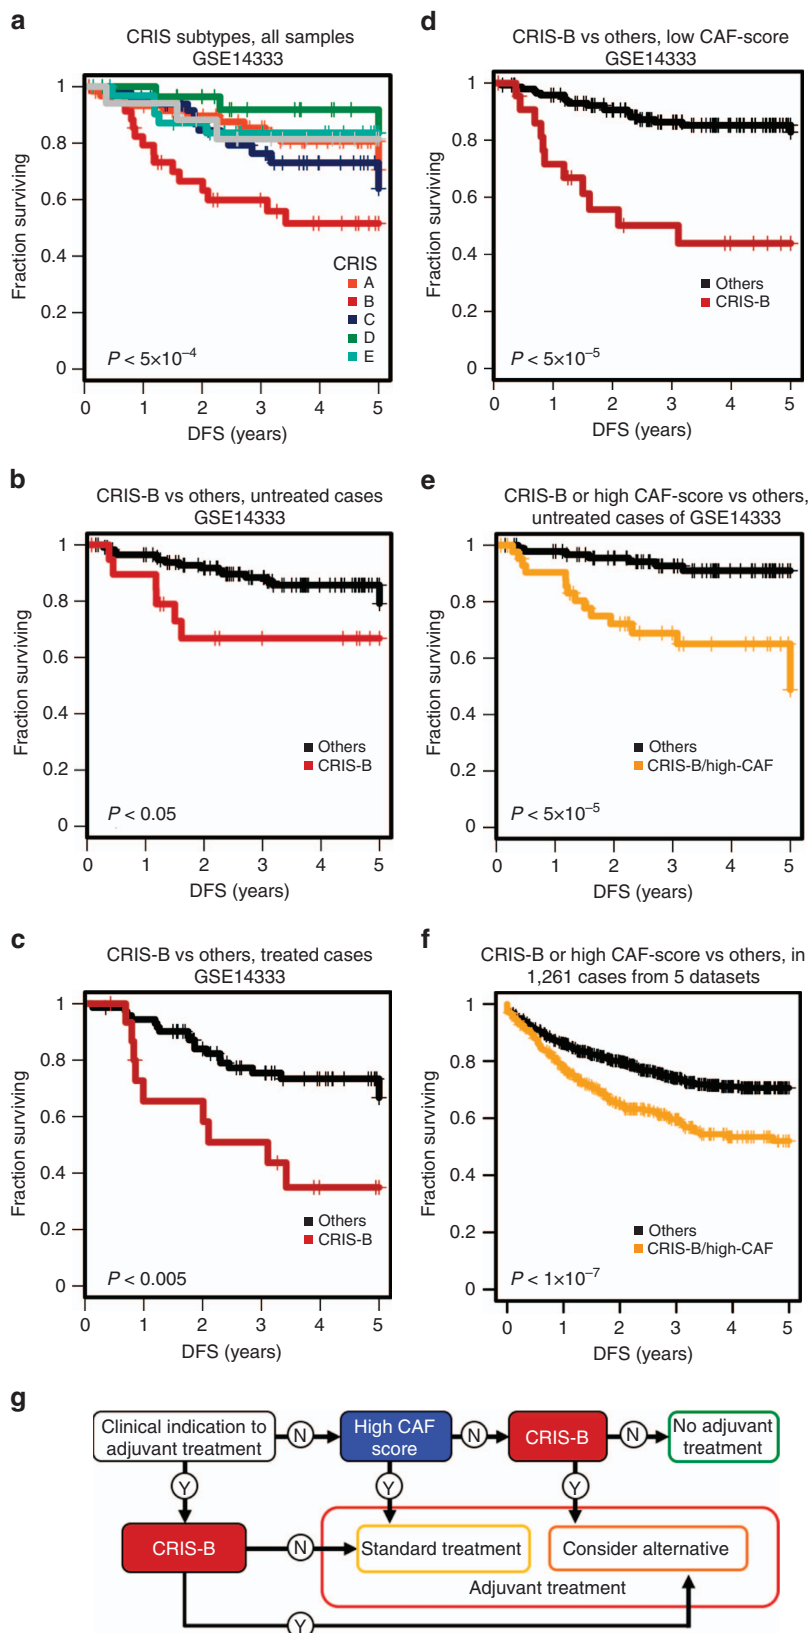 a
CRIS subtypes, all samples
GSE14333
Fraction surviving
1
0.8
0.6
0.4
0.2
0
CRIS
A
B
C
D
E
P < 5×10–4
0 1 2 3 4 5
DFS (years)
b
CRIS-B vs others, untreated cases
GSE14333
Fraction surviving
1
0.8
0.6
0.4
0.2
0
Others
CRIS-B
P < 0.05
0 1 2 3 4 5
DFS (years)
c
CRIS-B vs others, treated cases
GSE14333
Fraction surviving
1
0.8
0.6
0.4
0.2
0
Others
CRIS-B
P < 0.005
0 1 2 3 4 5
DFS (years)
d
CRIS-B vs others, low CAF-score
GSE14333
Fraction surviving
1
0.8
0.6
0.4
0.2
0
Others
CRIS-B
P < 5×10–5
0 1 2 3 4 5
DFS (years)
e
CRIS-B or high CAF-score vs others,
untreated cases of GSE14333
Fraction surviving
1
0.8
0.6
0.4
0.2
0
Others
CRIS-B/high-CAF
P < 5×10–5
0 1 2 3 4 5
DFS (years)
f
CRIS-B or high CAF-score vs others, in
1,261 cases from 5 datasets
Fraction surviving
1
0.8
0.6
0.4
0.2
0
Others
CRIS-B/high-CAF
P < 1×10–7
0 1 2 3 4 5
DFS (years)
g
Clinical indication to
adjuvant treatment
N
High CAF
score
N
CRIS-B
N
No adjuvant
treatment
Y
Y
Y
CRIS-B
N
Standard treatment
Consider alternative
Adjuvant treatment
Y